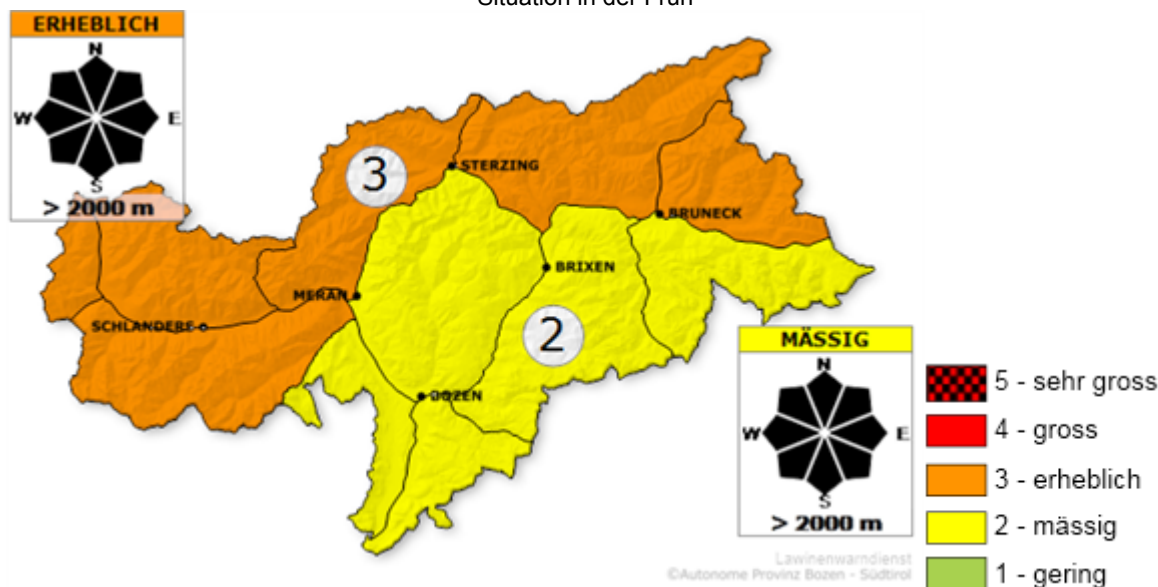 Situation in der Früh
ERHEBLICH
N
W E
S
> 2000 m
3
STERZING
BRUNECK
BRIXEN
MERAN
SCHLANDERS
2
BOZEN
MÄSSIG
N
W E
S
> 2000 m
5 - sehr gross
4 - gross
3 - erheblich
2 - mässig
1 - gering
Lawinenwarndienst
©Autonome Provinz Bozen - Südtirol